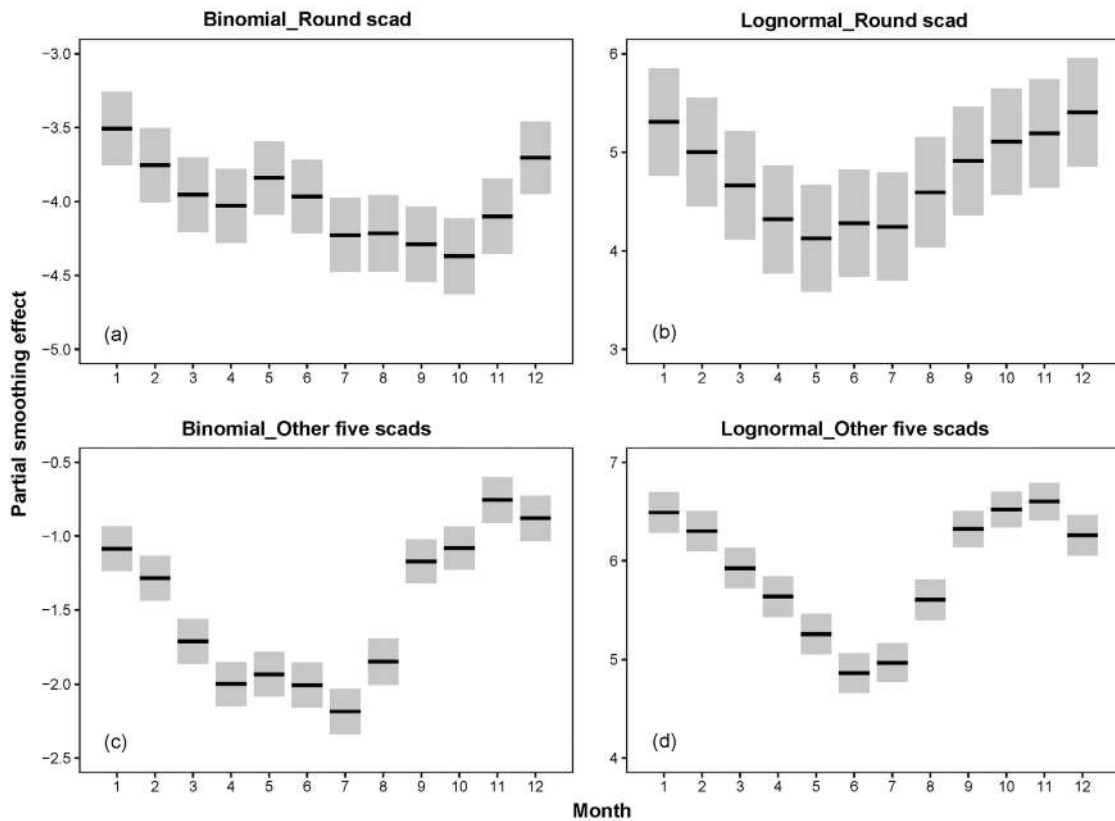 Binomial_Round scad
Lognormal_Round scad
−3.0
−3.5
−4.0
−4.5
−5.0
(a)
1 2 3 4 5 6 7 8 9 10 11 12
6
5
4
3
(b)
1 2 3 4 5 6 7 8 9 10 11 12
Partial smoothing effect
Binomial_Other five scads
Lognormal_Other five scads
−0.5
−1.0
−1.5
−2.0
−2.5
(c)
1 2 3 4 5 6 7 8 9 10 11 12
7
6
5
4
(d)
1 2 3 4 5 6 7 8 9 10 11 12
Month